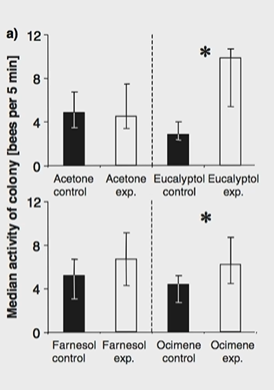 a)
Median activity of colony [bees per 5 min]
12
8
4
0
*
Acetone Acetone Eucalyptol Eucalyptol
control exp. control exp.
12
8
4
0
*
Farnesol Farnesol Ocimene Ocimene
control exp. control exp.